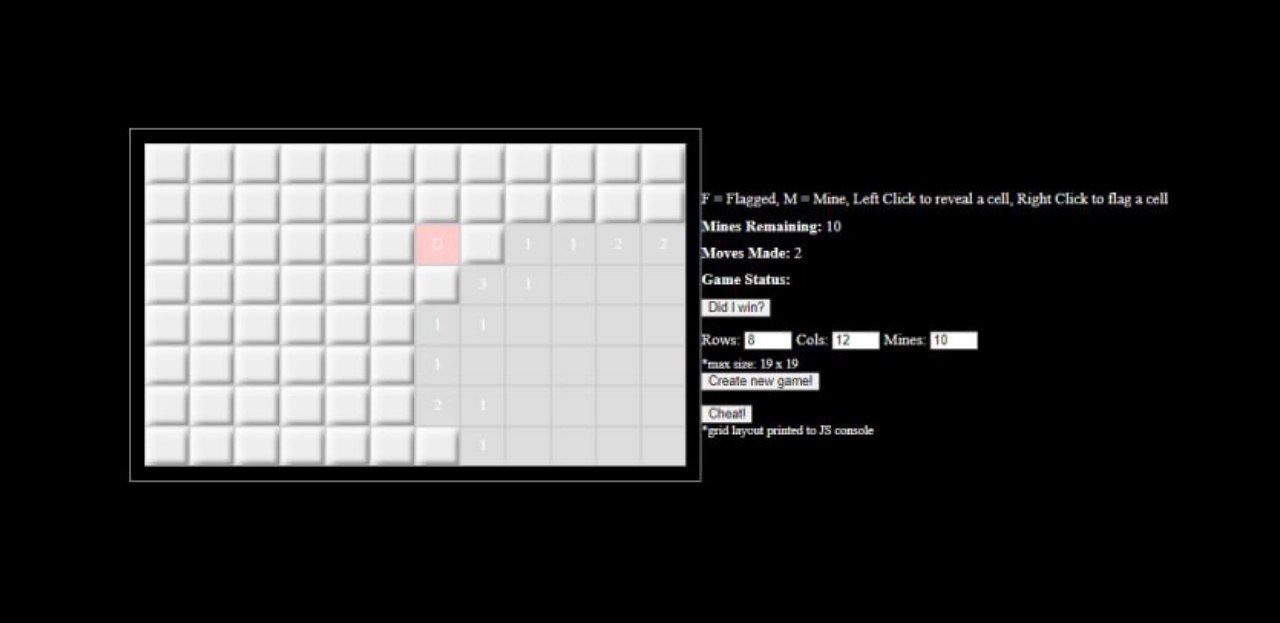 1 1 2 2
3 1
1 1
1
2 1
1
F = Flagged, M = Mine, Left Click to reveal a cell, Right Click to flag a cell
Mines Remaining: 10
Moves Made: 2
Game Status:
Did I win?
Rows: 8 Cols: 12 Mines: 10
*max size: 19 x 19
Create new game!
Cheat!
*grid layout printed to JS console